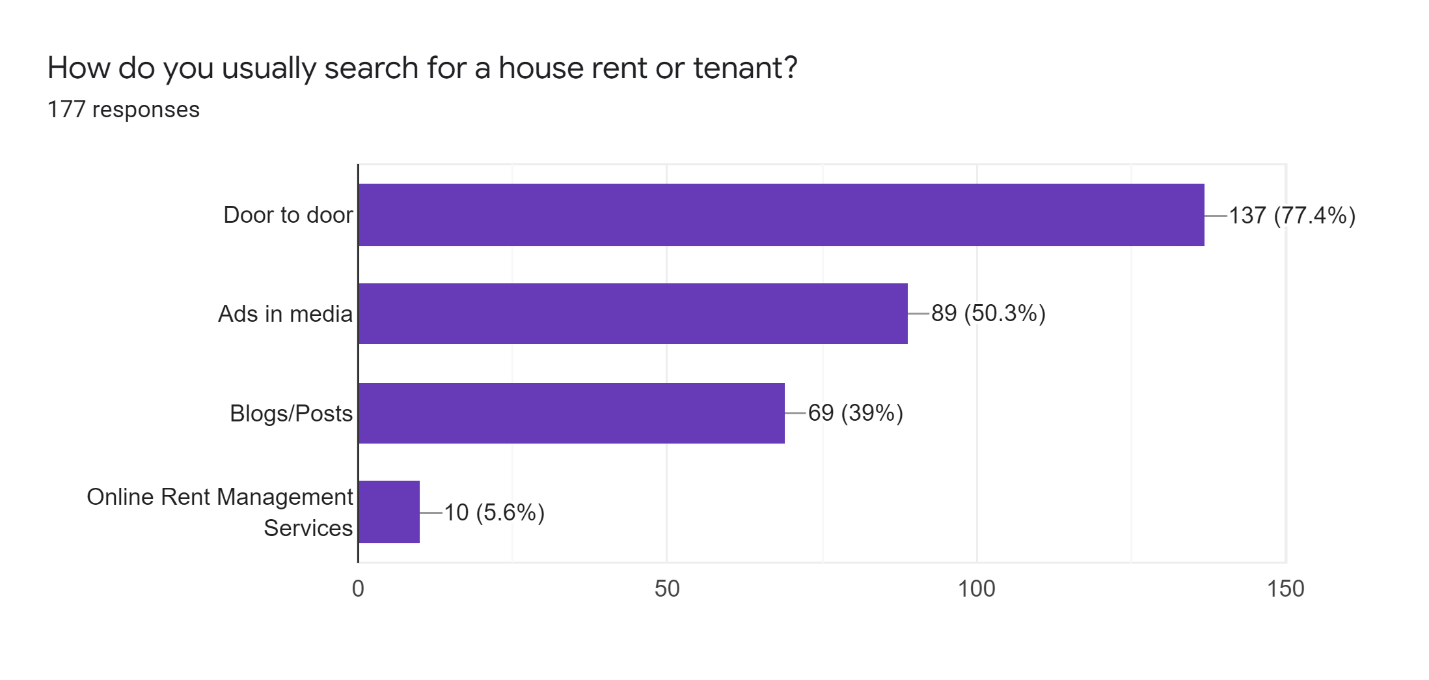 How do you usually search for a house rent or tenant?
177 responses
Door to door
137 (77.4%)
Ads in media
89 (50.3%)
Blogs/Posts
69 (39%)
Online Rent Management
Services
10 (5.6%)
0
50
100
150